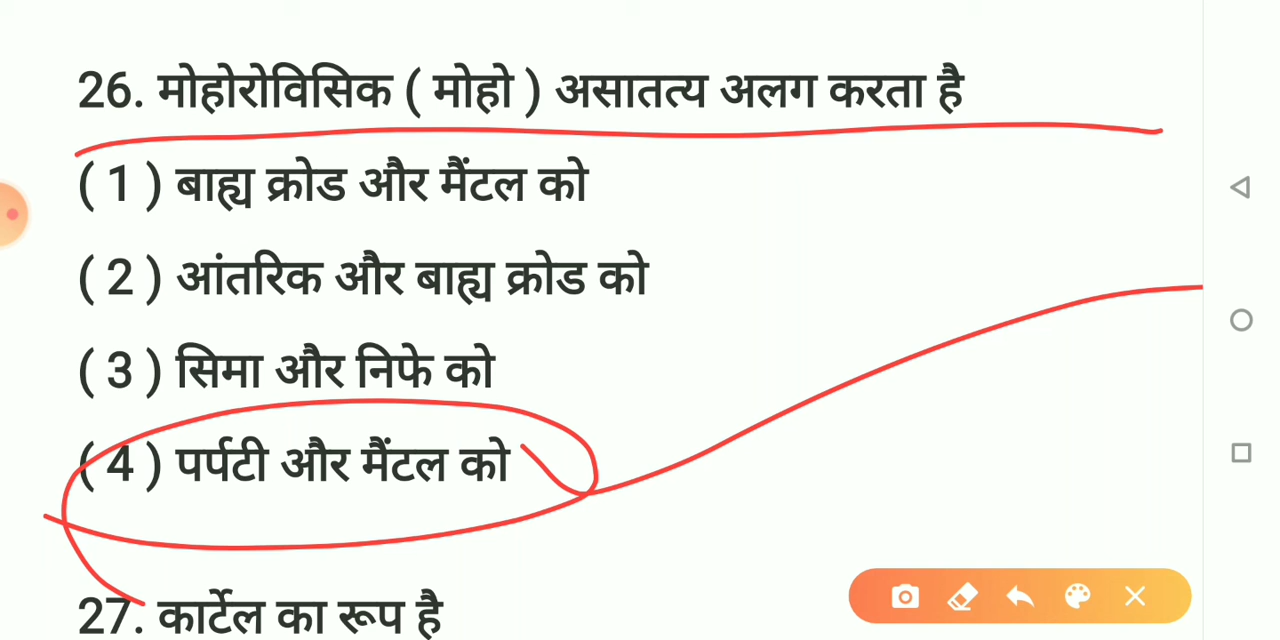 26. मोहोरोविसिक ( मोहो ) असातत्य अलग करता है
( 1 ) बाह्य क्रोड और मैंटल को
( 2 ) आंतरिक और बाह्य क्रोड को
( 3 ) सिमा और निफे को
( 4 ) पर्पटी और मैंटल को
27. कार्टेल का रूप है